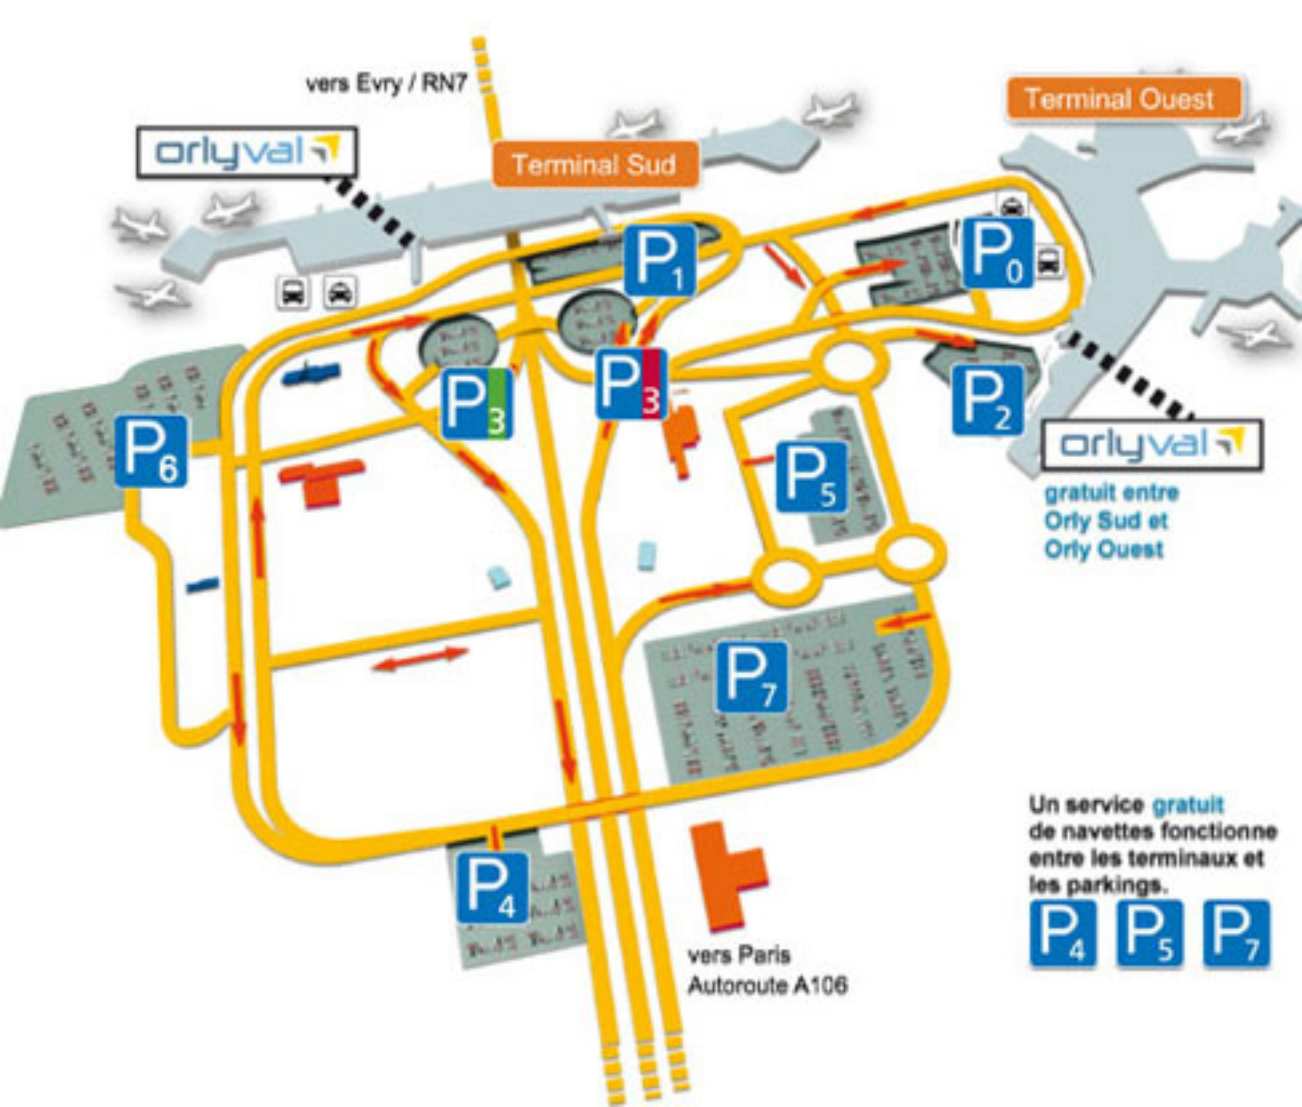 vers Evry / RN7
Terminal Ouest
orlyval
Terminal Sud
P1
P0
P3
P3
P2
P6
orlyval
P5
gratuit entre
Orly Sud et
Orly Ouest
P7
P4
Un service gratuit
de navettes fonctionne
entre les terminaux et
les parkings.
P4 P5 P7
vers Paris
Autoroute A106